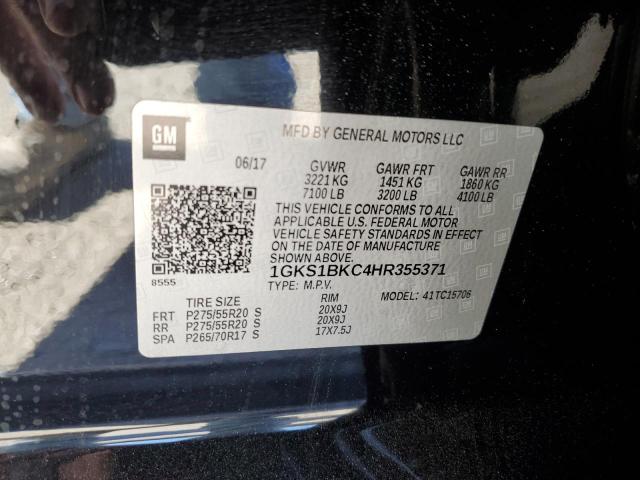 GM
MFD BY GENERAL MOTORS LLC
06/17 GVWR GAWR FRT GAWR RR
3221 KG 1451 KG 1860 KG
7100 LB 3200 LB 4100 LB
THIS VEHICLE CONFORMS TO ALL
APPLICABLE U.S. FEDERAL MOTOR
VEHICLE SAFETY STANDARDS IN EFFECT
ON THE DATE OF MANUFACTURE
SHOWN ABOVE.
8555
1GKS1BKC4HR355371
TYPE: M.P.V. MODEL: 41TC15706
TIRE SIZE RIM
FRT P275/55R20 S 20X9J
RR P275/55R20 S 20X9J
SPA P265/70R17 S 17X7.5J